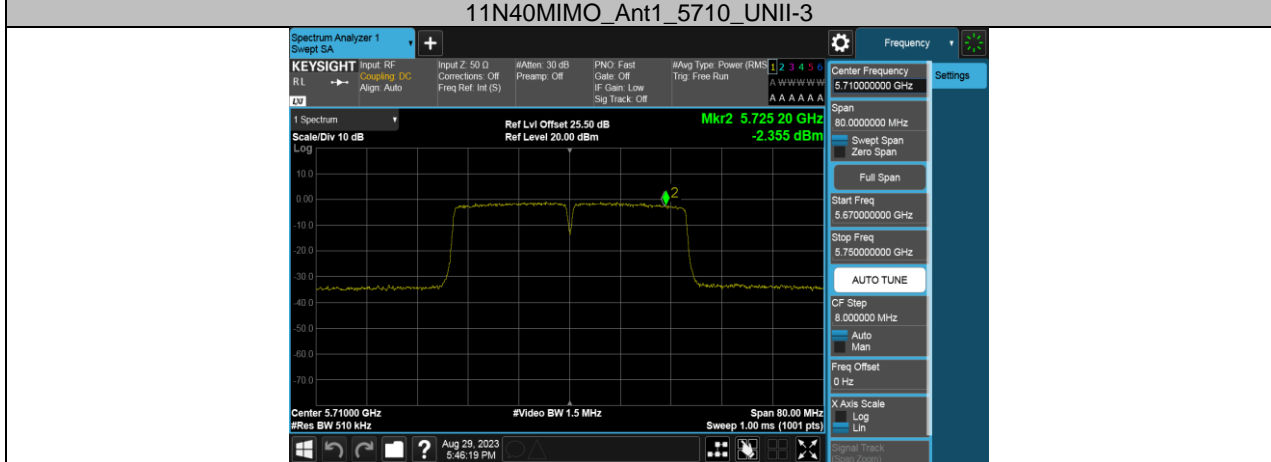 11N40MIMO_Ant1_5710_UNII-3
Spectrum Analyzer 1
Swept SA
+
Frequency
KEYSIGHT
RL
LXI
Input: RF
Coupling: DC
Align: Auto
Input Z: 50 Ω
Corrections: Off
Freq Ref: Int (S)
#Atten: 30 dB
Preamp: Off
PNO: Fast
Gate: Off
IF Gain: Low
Sig Track: Off
#Avg Type: Power (RMS
Trig: Free Run
1 2 3 4 5 6
A W W W W W
A A A A A A
1 Spectrum
Scale/Div 10 dB
Ref Lvl Offset 25.50 dB
Ref Level 20.00 dBm
Mkr2 5.725 20 GHz
-2.355 dBm
Log
10.0
0.00
-10.0
-20.0
-30.0
-40.0
-50.0
-60.0
-70.0
2
Center 5.71000 GHz
#Res BW 510 kHz
#Video BW 1.5 MHz
Span 80.00 MHz
Sweep 1.00 ms (1001 pts)
Center Frequency
5.710000000 GHz
Settings
Span
80.0000000 MHz
Swept Span
Zero Span
Full Span
Start Freq
5.670000000 GHz
Stop Freq
5.750000000 GHz
AUTO TUNE
CF Step
8.000000 MHz
Auto
Man
Freq Offset
0 Hz
X Axis Scale
Log
Lin
Signal Track
(Span Zoom)
?
Aug 29, 2023
5:46:19 PM